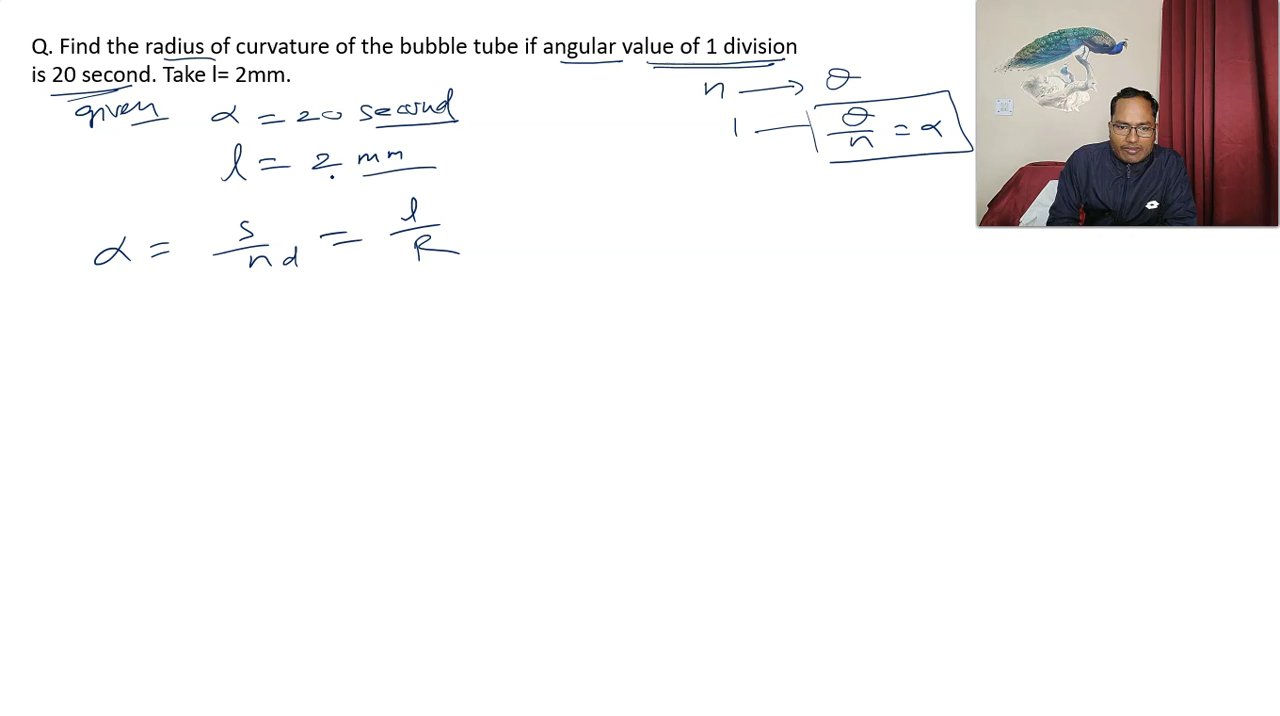 Q. Find the radius of curvature of the bubble tube if angular value of 1 division
is 20 second. Take l= 2mm.
given α = 20 second
l = 2 mm
α = s/nd = l/R
n → θ
1 — θ/n = α